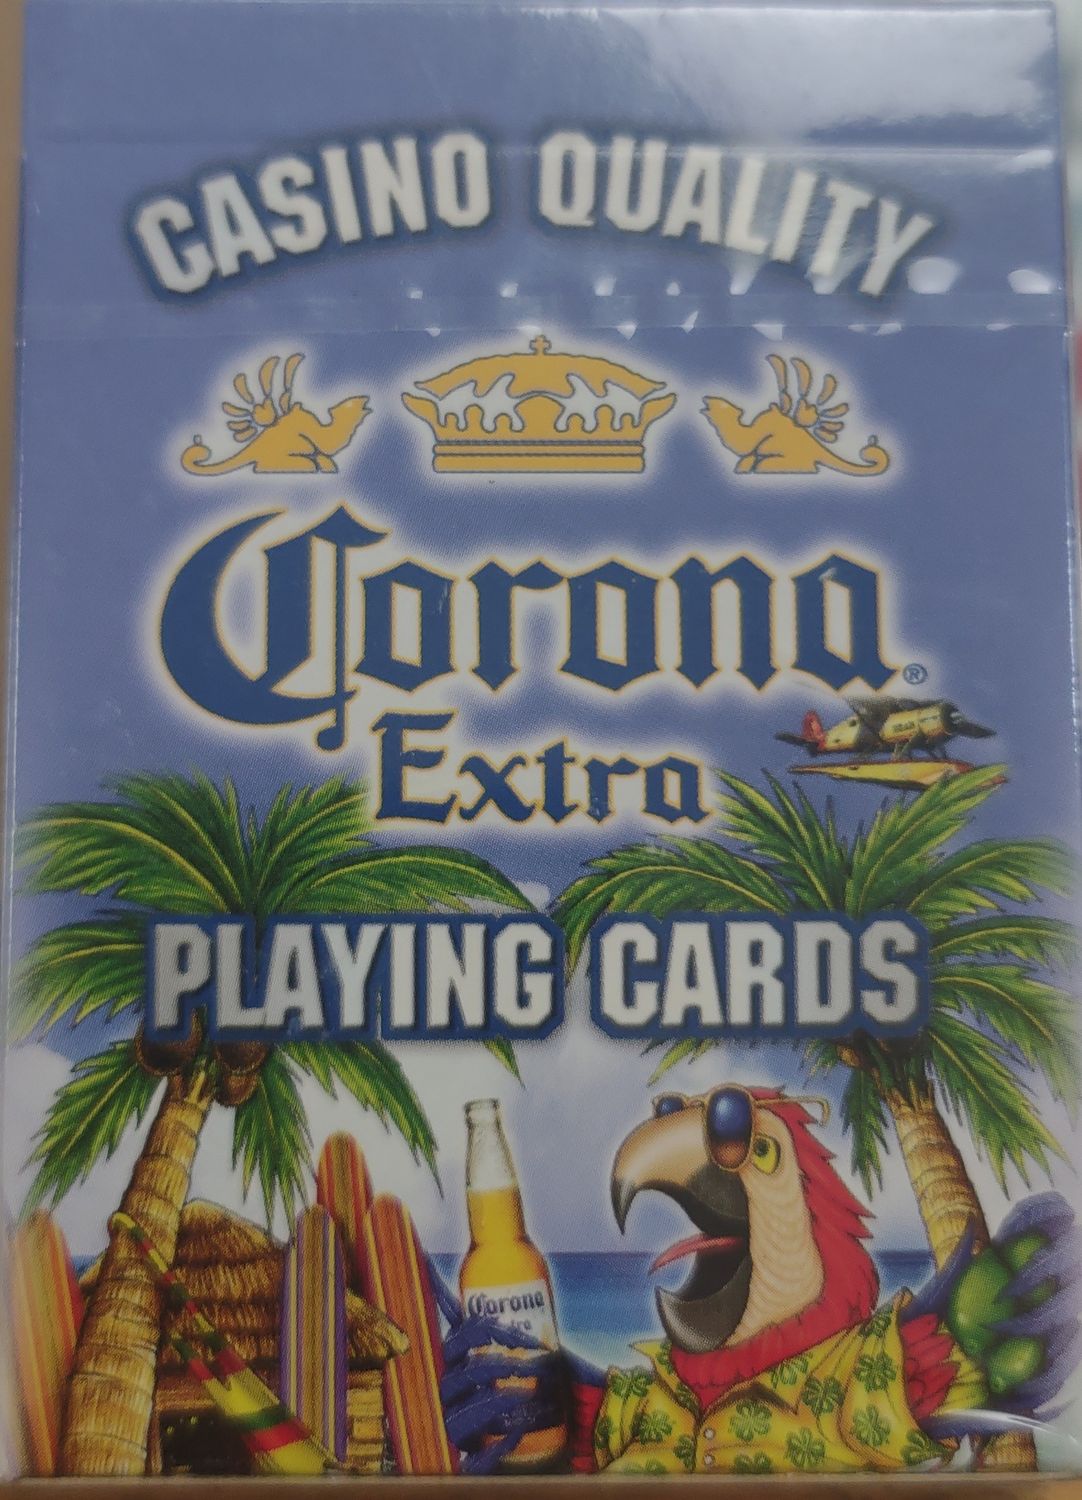 CASINO QUALITY
Corona®
Extra
PLAYING CARDS
Corona